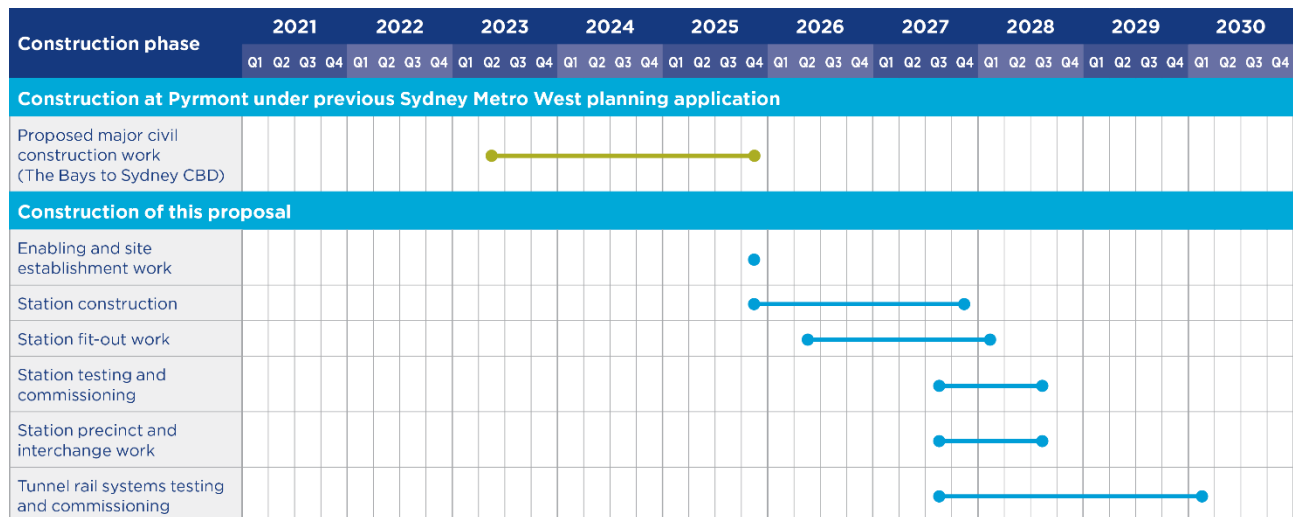 Construction phase
2021 2022 2023 2024 2025 2026 2027 2028 2029 2030
Q1 Q2 Q3 Q4 Q1 Q2 Q3 Q4 Q1 Q2 Q3 Q4 Q1 Q2 Q3 Q4 Q1 Q2 Q3 Q4 Q1 Q2 Q3 Q4 Q1 Q2 Q3 Q4 Q1 Q2 Q3 Q4 Q1 Q2 Q3 Q4 Q1 Q2 Q3 Q4
Construction at Pyrmont under previous Sydney Metro West planning application
Proposed major civil
construction work
(The Bays to Sydney CBD)
Construction of this proposal
Enabling and site
establishment work
Station construction
Station fit-out work
Station testing and
commissioning
Station precinct and
interchange work
Tunnel rail systems testing
and commissioning